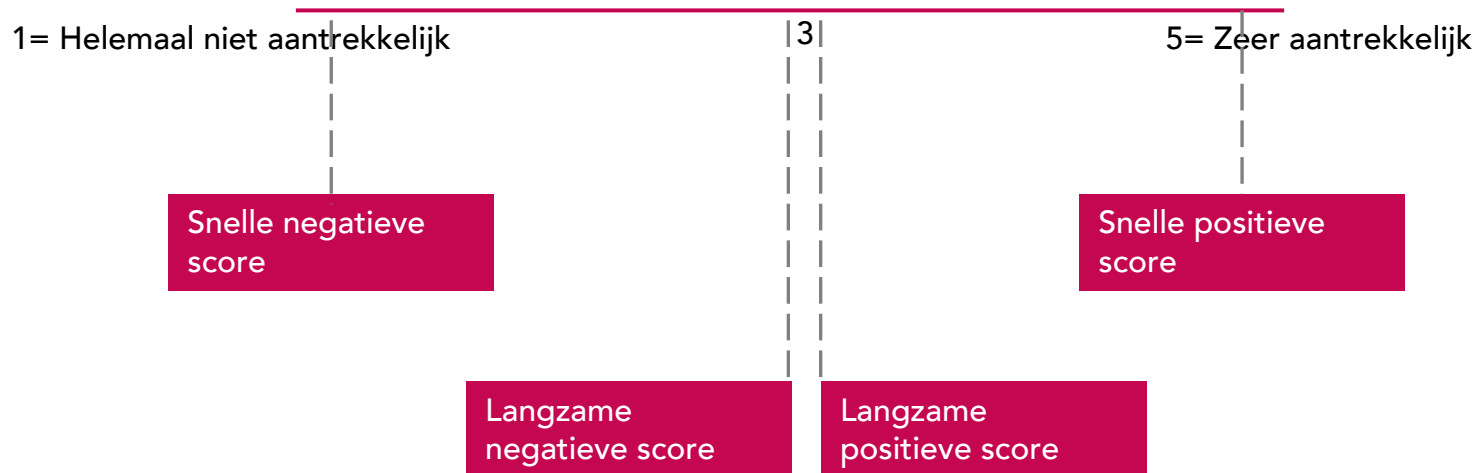 1= Helemaal niet aantrekkelijk
3
5= Zeer aantrekkelijk
Snelle negatieve
score
Snelle positieve
score
Langzame
negatieve score
Langzame
positieve score